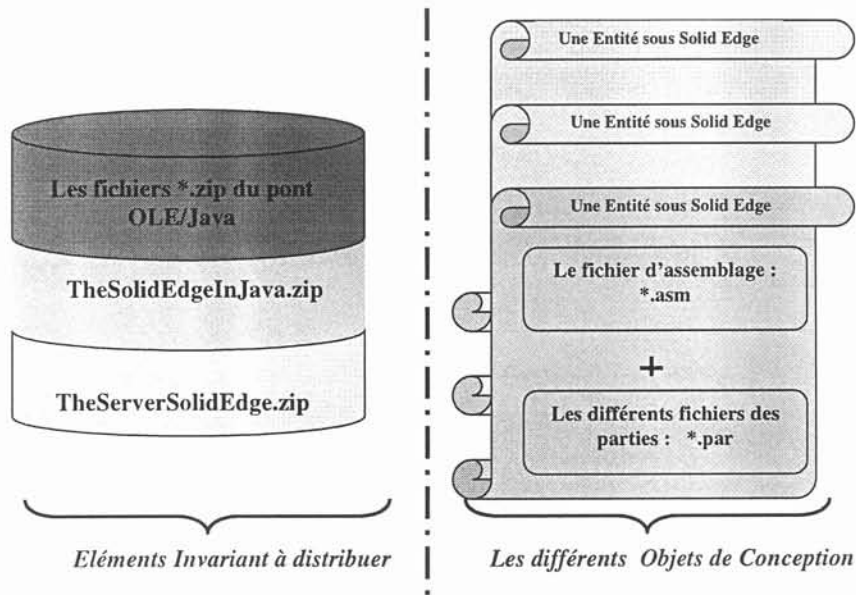 Les fichiers *.zip du pont
OLE/Java
TheSolidEdgeInJava.zip
TheServerSolidEdge.zip
Eléments Invariant à distribuer
Une Entité sous Solid Edge
Une Entité sous Solid Edge
Une Entité sous Solid Edge
Le fichier d'assemblage :
*.asm
+
Les différents fichiers des
parties : *.par
Les différents Objets de Conception